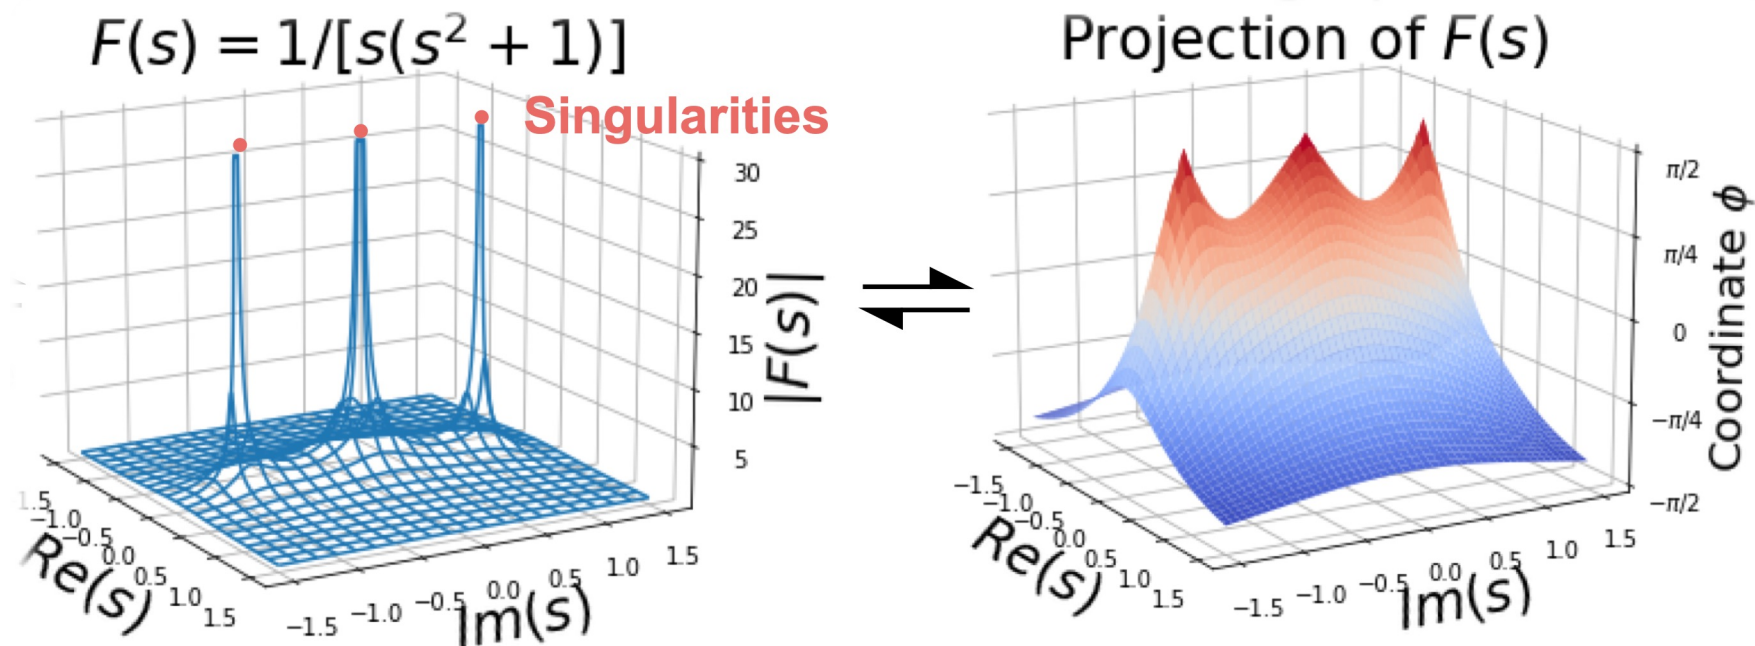 F(s) = 1/[s(s² + 1)]
Singularities
30
25
20
15
10
5
|F(s)|
1.5
−1.0
−0.5
0.0
0.5
1.0
1.5
Re(s)
−1.5
−1.0
−0.5
0.0
0.5
1.0
1.5
Im(s)
Projection of F(s)
π/2
π/4
0
−π/4
−π/2
Coordinate ϕ
−1.5
−1.0
−0.5
0.0
0.5
1.0
1.5
Re(s)
−1.5
−1.0
−0.5
0.0
0.5
1.0
1.5
Im(s)